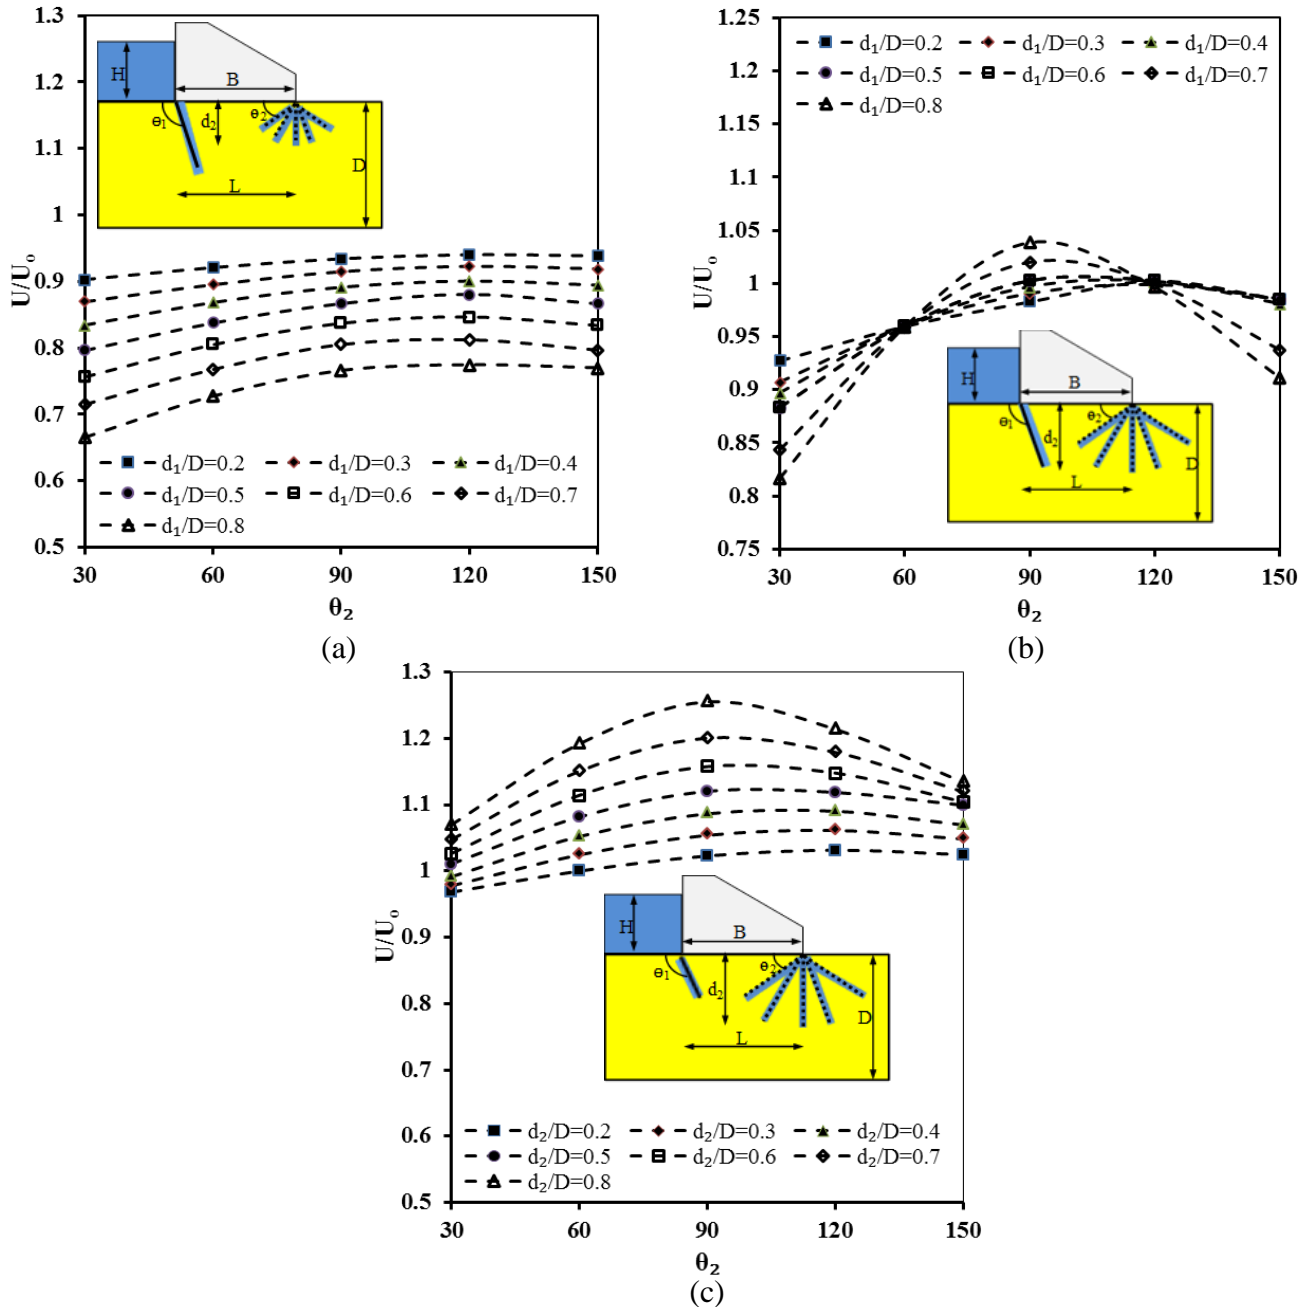 1.3
1.2
1.1
1
0.9
0.8
0.7
0.6
0.5
U/Uₒ
H
B
θ₁
d₂
θ₂
D
L
d₁/D=0.2 d₁/D=0.3 d₁/D=0.4
d₁/D=0.5 d₁/D=0.6 d₁/D=0.7
d₁/D=0.8
30 60 90 120 150
θ₂
(a)
1.25
1.2
1.15
1.1
1.05
1
0.95
0.9
0.85
0.8
0.75
U/Uₒ
d₁/D=0.2 d₁/D=0.3 d₁/D=0.4
d₁/D=0.5 d₁/D=0.6 d₁/D=0.7
d₁/D=0.8
H
B
θ₁
d₂
θ₂
D
L
30 60 90 120 150
θ₂
(b)
1.3
1.2
1.1
1
0.9
0.8
0.7
0.6
0.5
U/Uₒ
H
B
θ₁
d₂
θ₂
D
L
d₂/D=0.2 d₂/D=0.3 d₂/D=0.4
d₂/D=0.5 d₂/D=0.6 d₂/D=0.7
d₂/D=0.8
30 60 90 120 150
θ₂
(c)